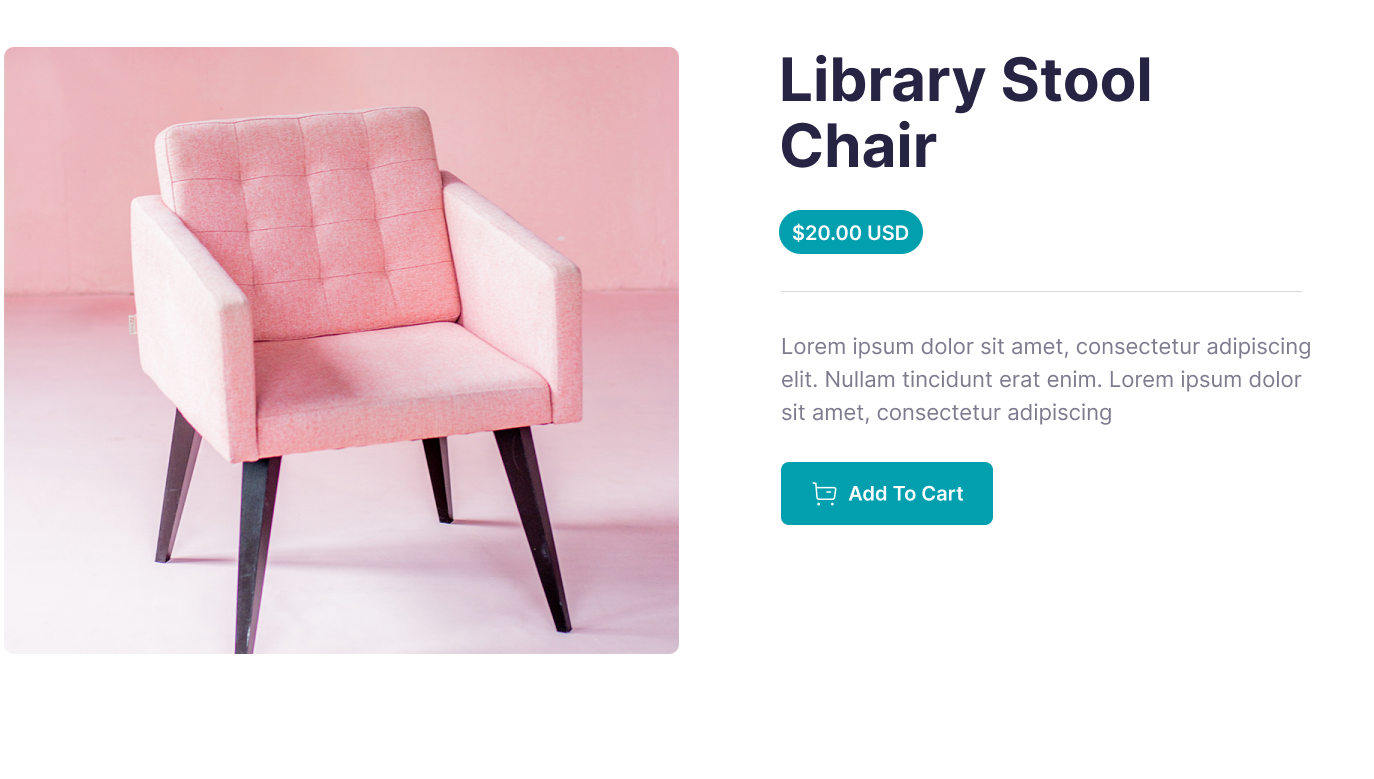 Library Stool
Chair
$20.00 USD
Lorem ipsum dolor sit amet, consectetur adipiscing
elit. Nullam tincidunt erat enim. Lorem ipsum dolor
sit amet, consectetur adipiscing
Add To Cart